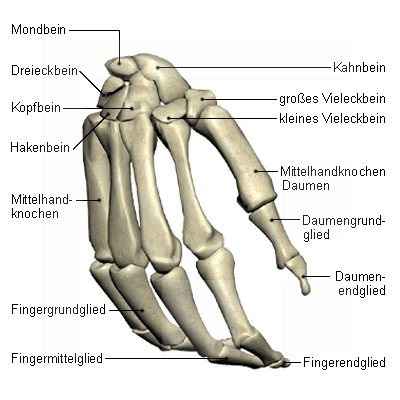 Mondbein
Dreieckbein
Kopfbein
Hakenbein
Mittelhand-
knochen
Fingergrundglied
Fingermittelglied
Kahnbein
großes Vieleckbein
kleines Vieleckbein
Mittelhandknochen
Daumen
Daumengrund-
glied
Daumen-
endglied
Fingerendglied